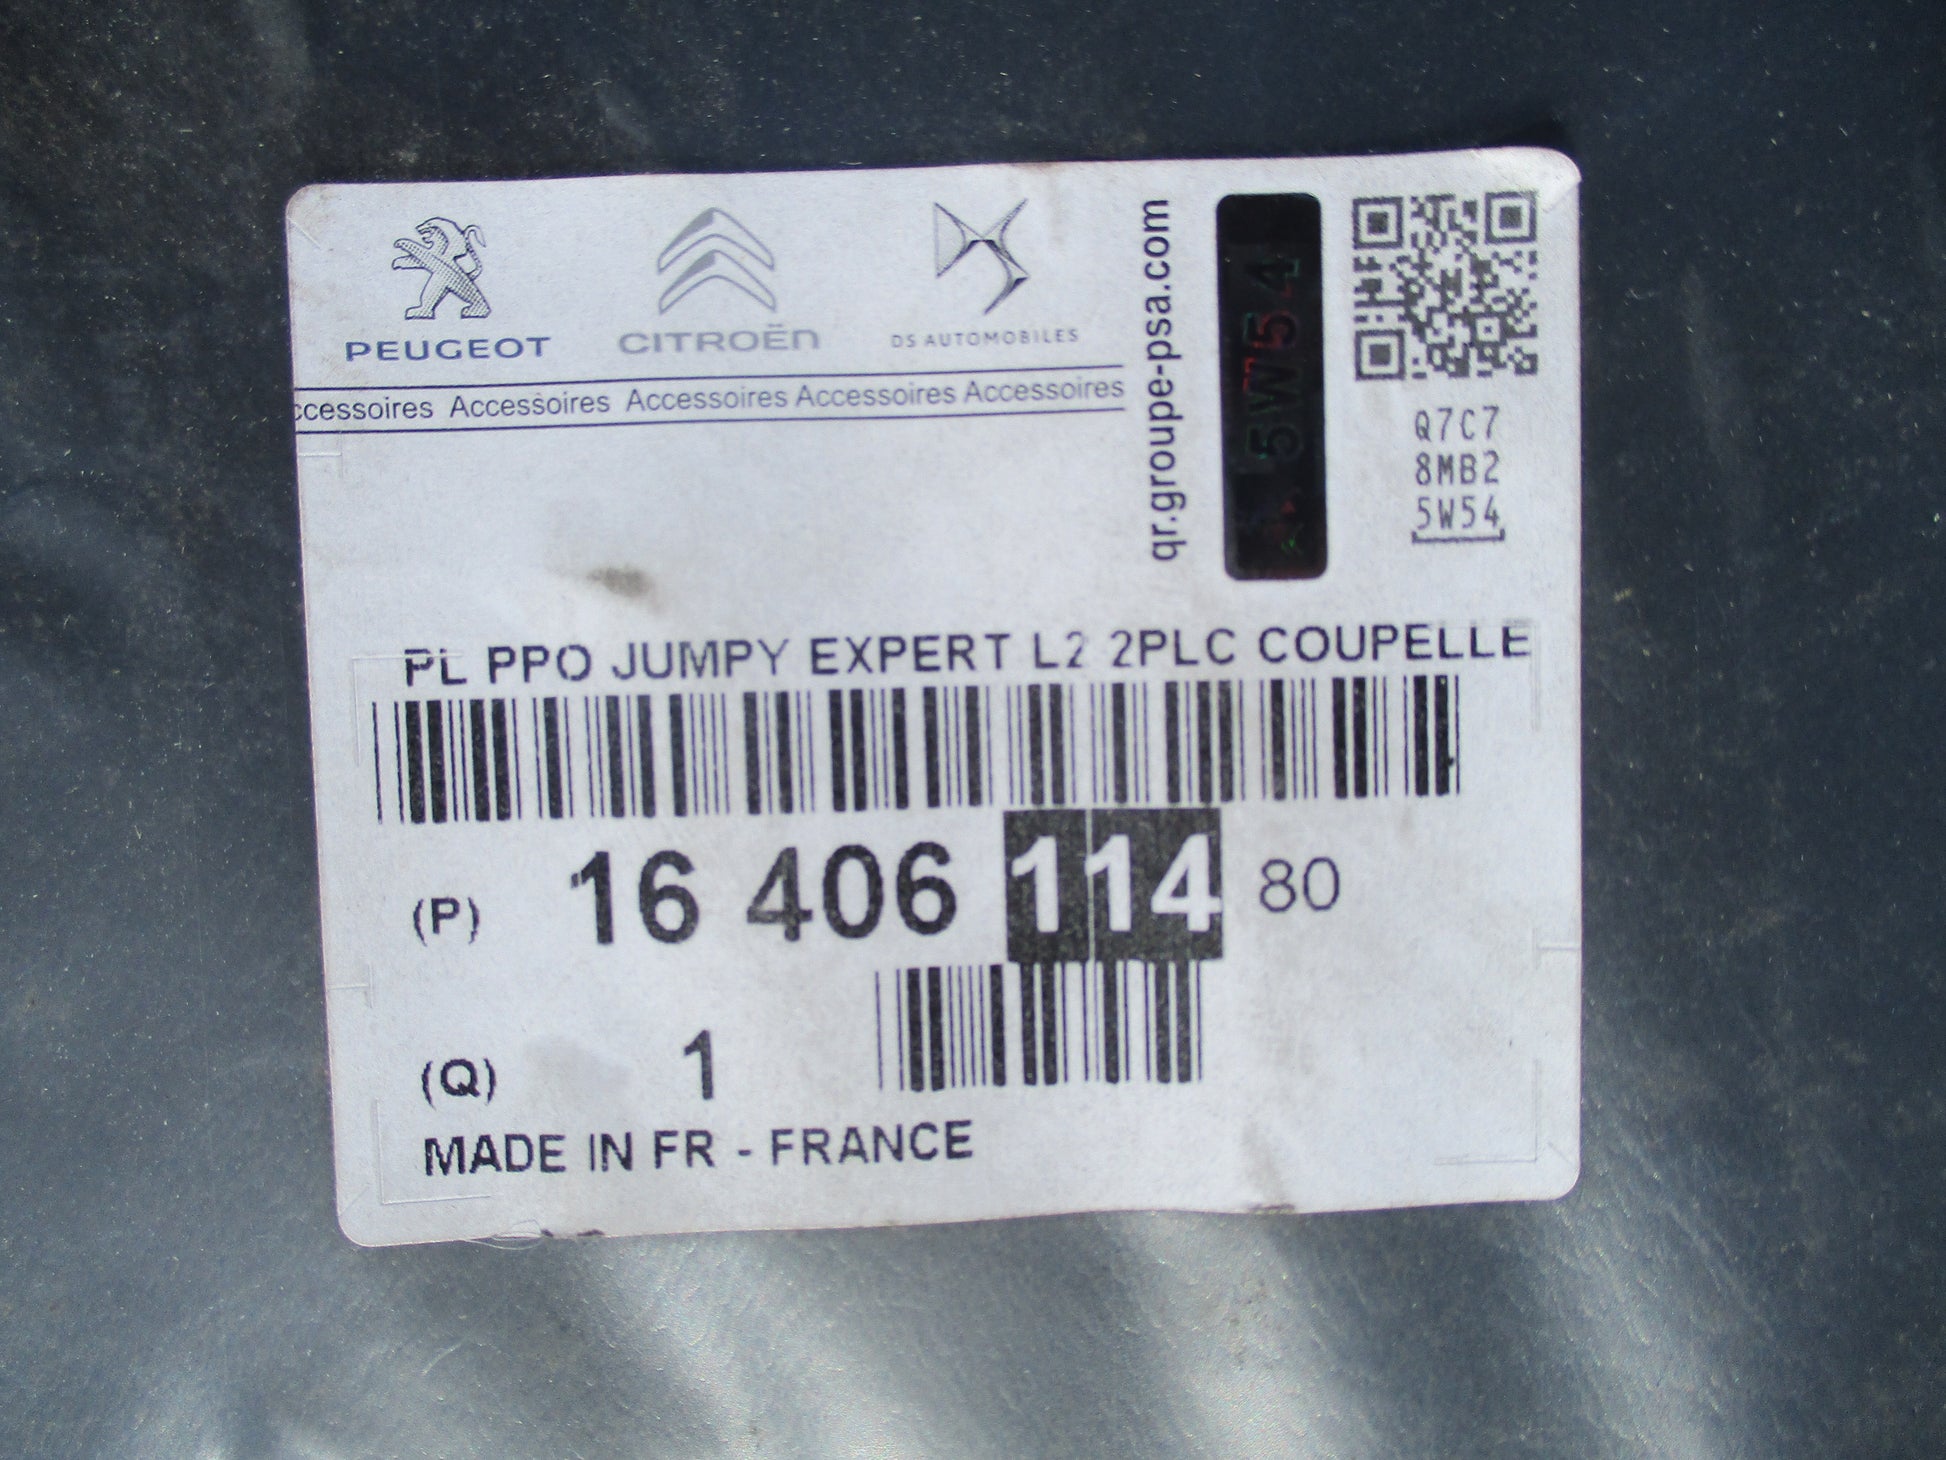 PEUGEOT CITROËN DS AUTOMOBILES
ccessoires Accessoires Accessoires Accessoires Accessoires
qr.groupe-psa.com
5W54
Q7C7
8MB2
5W54
PL PPO JUMPY EXPERT L2 2PLC COUPELLE
(P) 16 406 114 80
(Q) 1
MADE IN FR - FRANCE